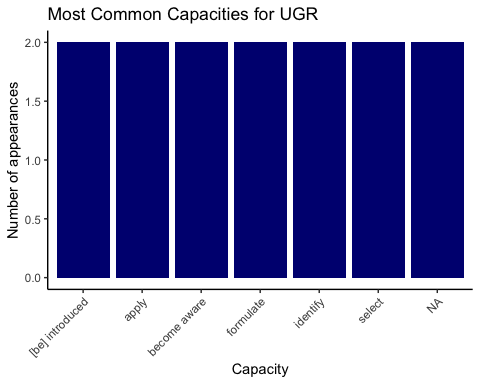 Most Common Capacities for UGR
Number of appearances
2.0
1.5
1.0
0.5
0.0
[be] introduced
apply
become aware
formulate
identify
select
NA
Capacity